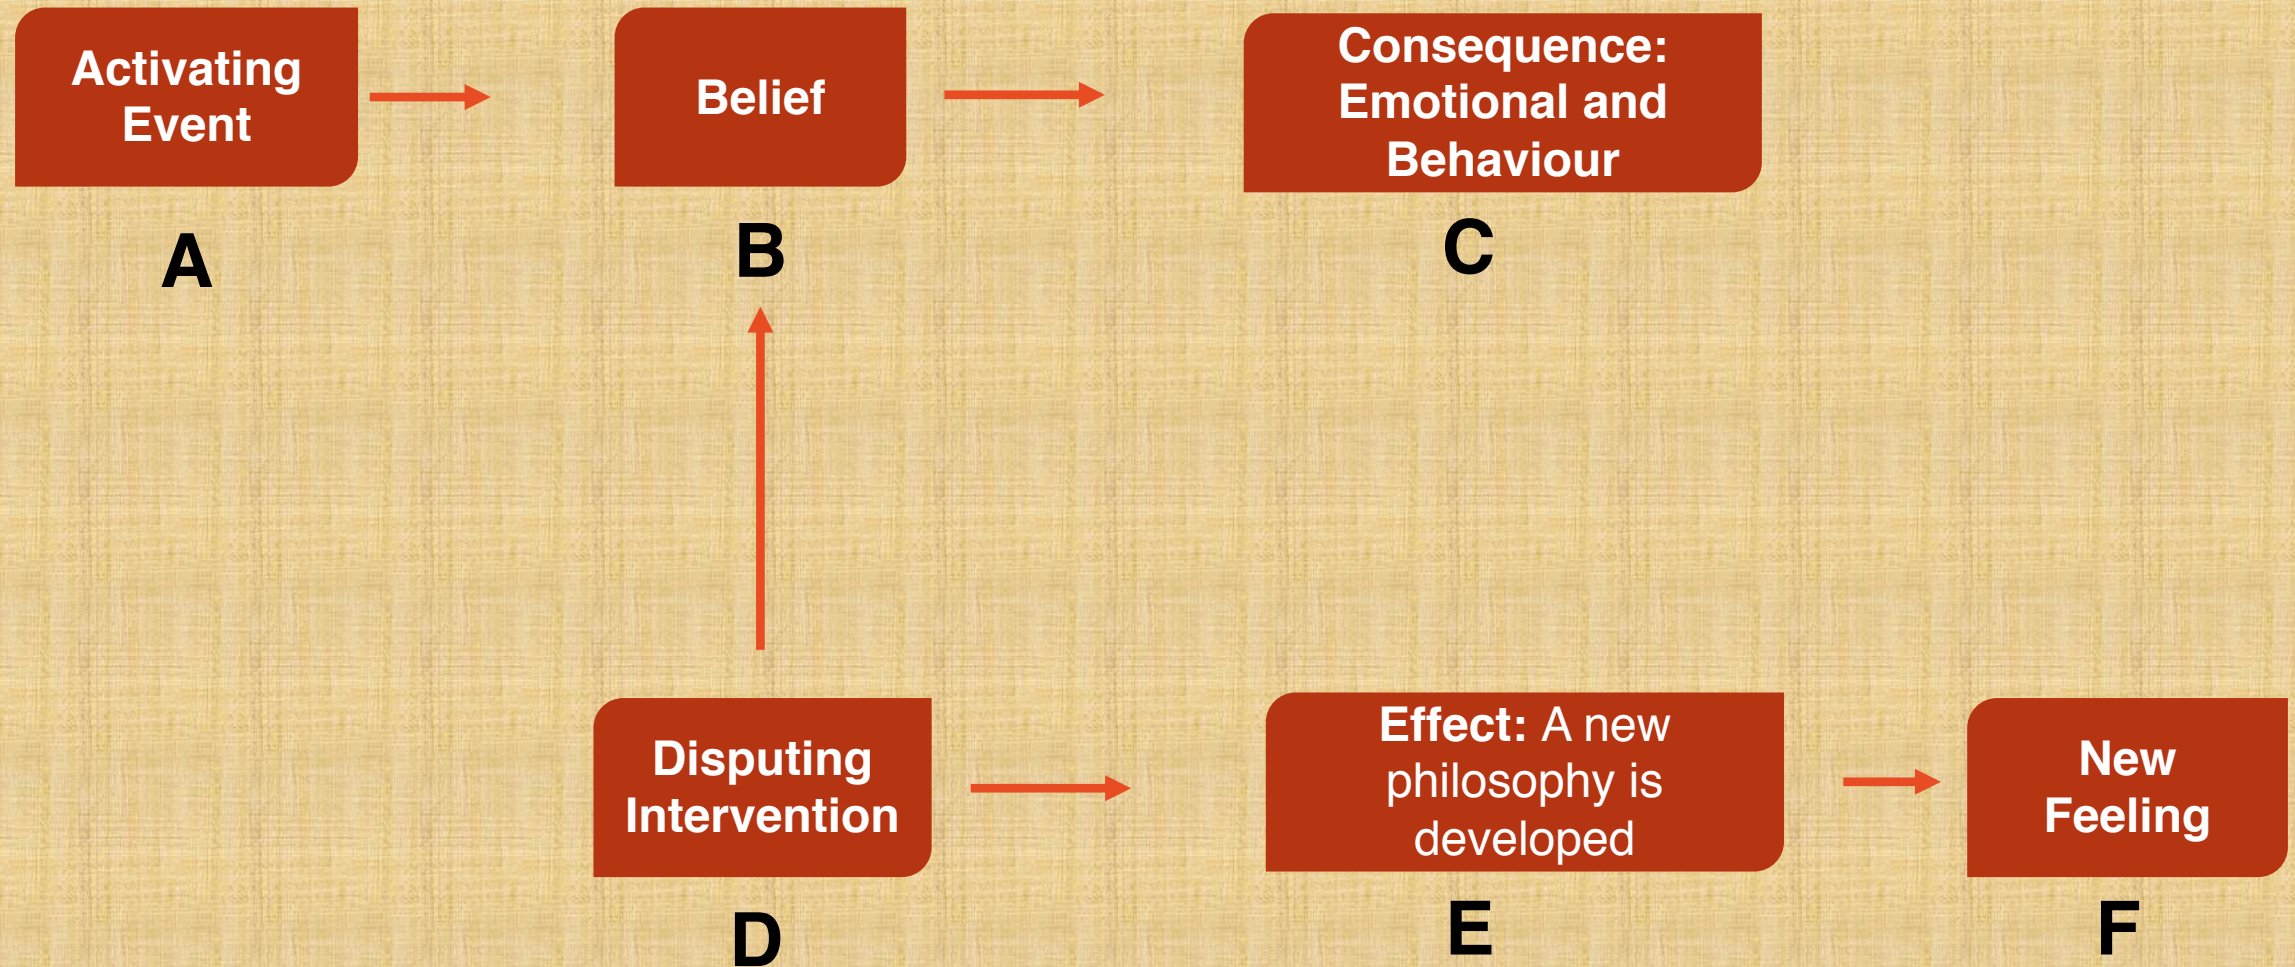 Activating
Event
Belief
Consequence:
Emotional and
Behaviour
A
B
C
Disputing
Intervention
Effect: A new
philosophy is
developed
New
Feeling
D
E
F